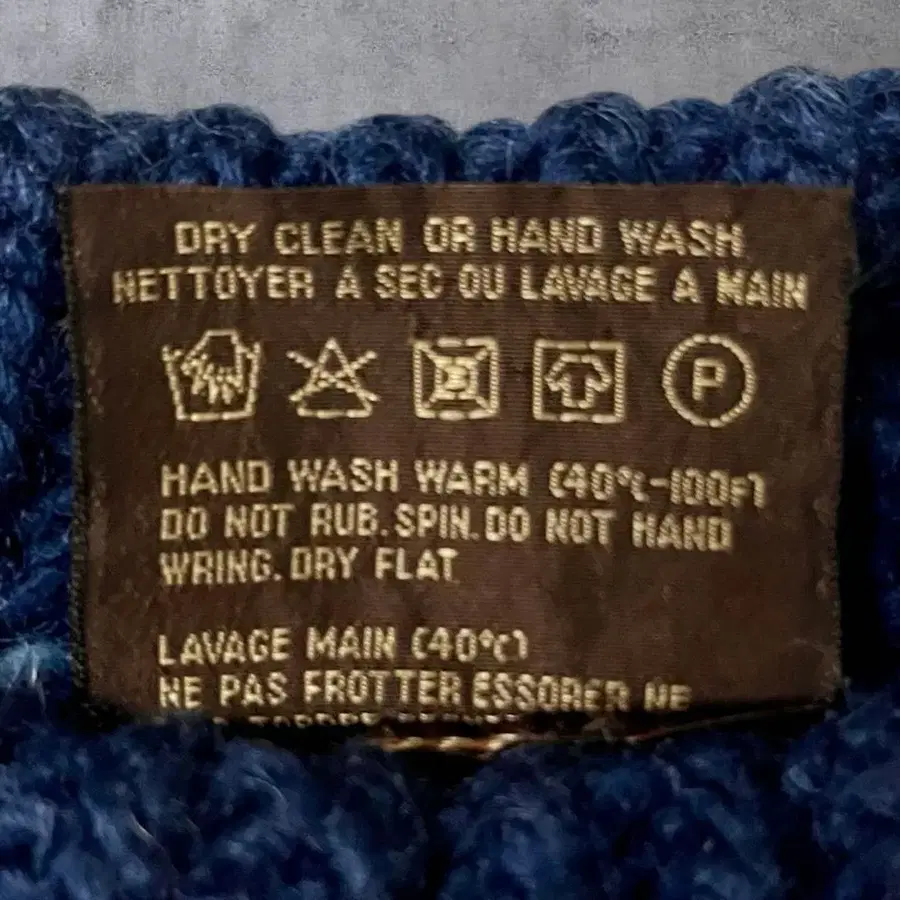 DRY CLEAN OR HAND WASH
NETTOYER A SEC OU LAVAGE A MAIN
P
HAND WASH WARM (40°C-100F)
DO NOT RUB. SPIN. DO NOT HAND
WRING. DRY FLAT
LAVAGE MAIN (40°C)
NE PAS FROTTER ESSORER NE